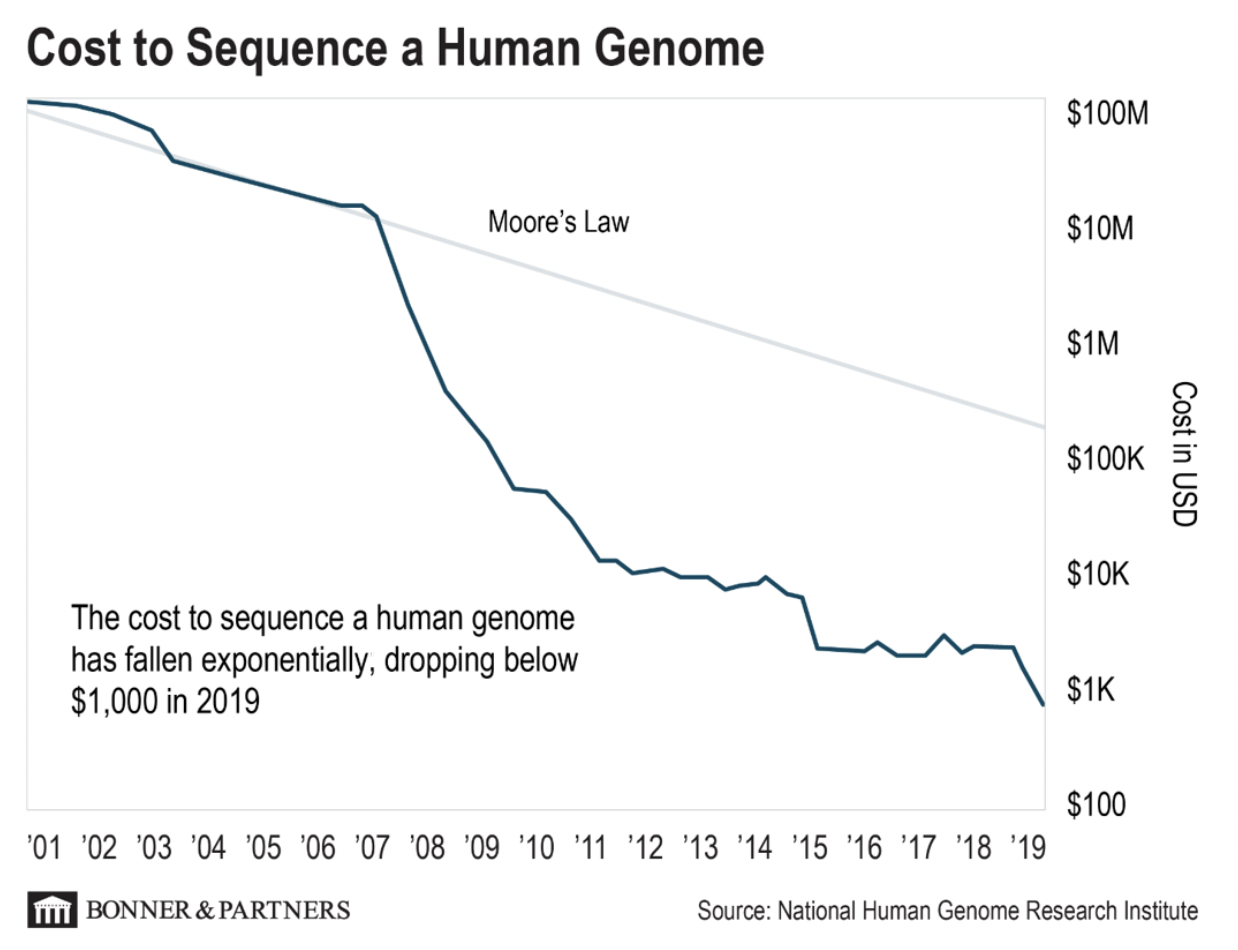 Cost to Sequence a Human Genome
$100M
Moore's Law
$10M
$1M
Cost in USD
$100K
$10K
The cost to sequence a human genome
has fallen exponentially, dropping below
$1,000 in 2019
$1K
$100
’01 ’02 ’03 ’04 ’05 ’06 ’07 ’08 ’09 ’10 ’11 ’12 ’13 ’14 ’15 ’16 ’17 ’18 ’19
BONNER & PARTNERS
Source: National Human Genome Research Institute